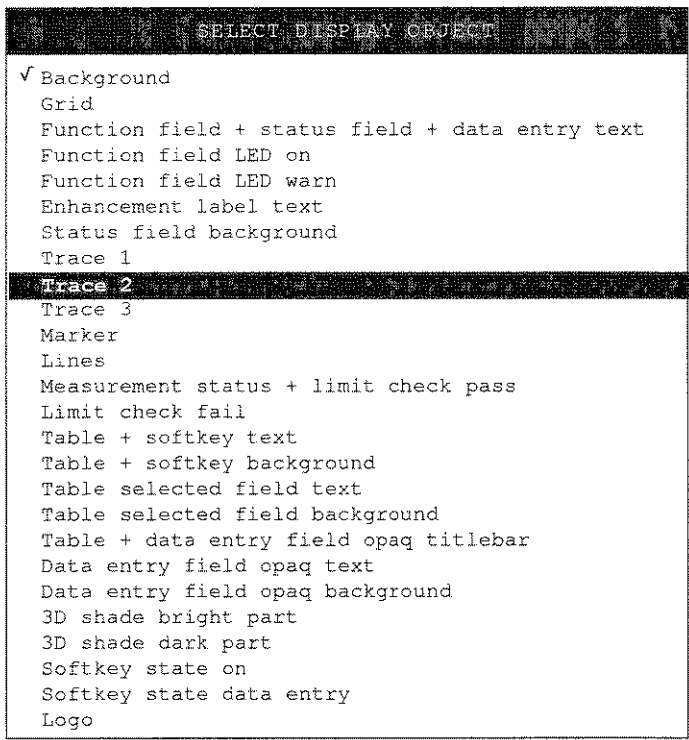 SELECT DISPLAY OBJECT
√ Background
Grid
Function field + status field + data entry text
Function field LED on
Function field LED warn
Enhancement label text
Status field background
Trace 1
Trace 2
Trace 3
Marker
Lines
Measurement status + limit check pass
Limit check fail
Table + softkey text
Table + softkey background
Table selected field text
Table selected field background
Table + data entry field opaq titlebar
Data entry field opaq text
Data entry field opaq background
3D shade bright part
3D shade dark part
Softkey state on
Softkey state data entry
Logo